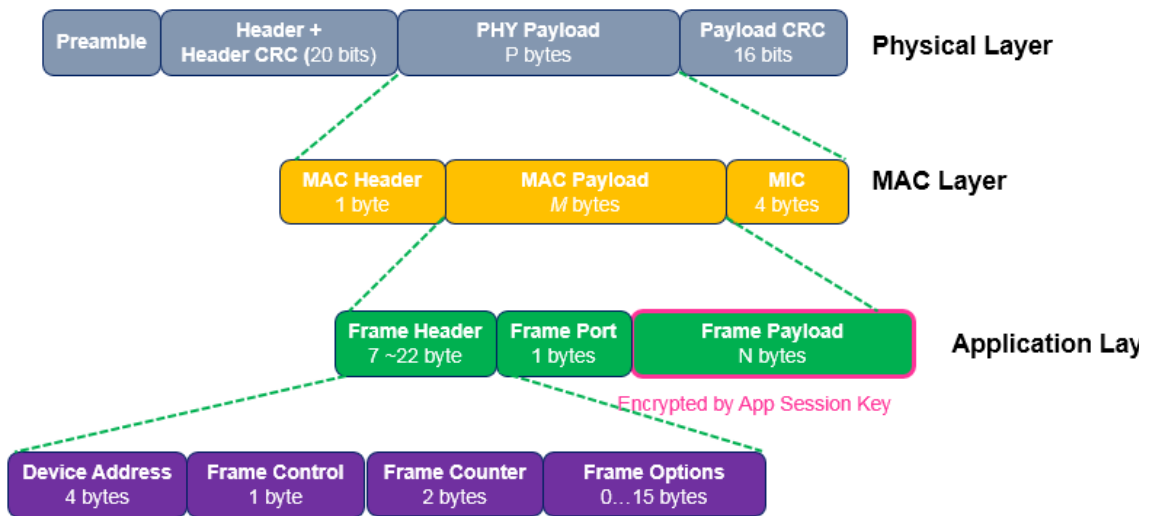 Preamble
Header +
Header CRC (20 bits)
PHY Payload
P bytes
Payload CRC
16 bits
Physical Layer
MAC Header
1 byte
MAC Payload
M bytes
MIC
4 bytes
MAC Layer
Frame Header
7 ~22 byte
Frame Port
1 bytes
Frame Payload
N bytes
Application Lay
Encrypted by App Session Key
Device Address
4 bytes
Frame Control
1 byte
Frame Counter
2 bytes
Frame Options
0...15 bytes